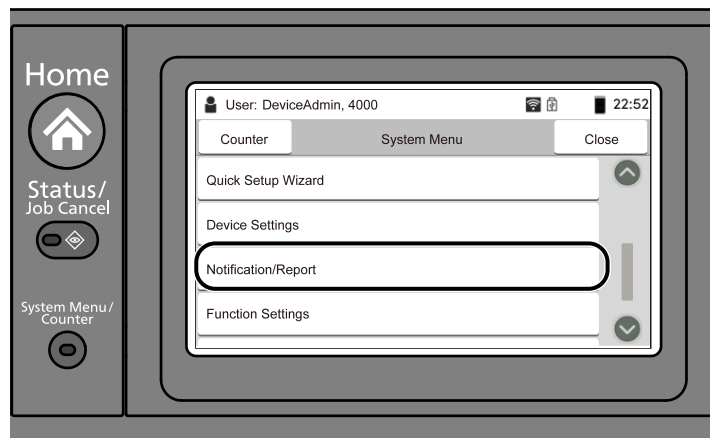 Home
Status/
Job Cancel
System Menu/
Counter
User: DeviceAdmin, 4000
22:52
Counter
System Menu
Close
Quick Setup Wizard
Device Settings
Notification/Report
Function Settings